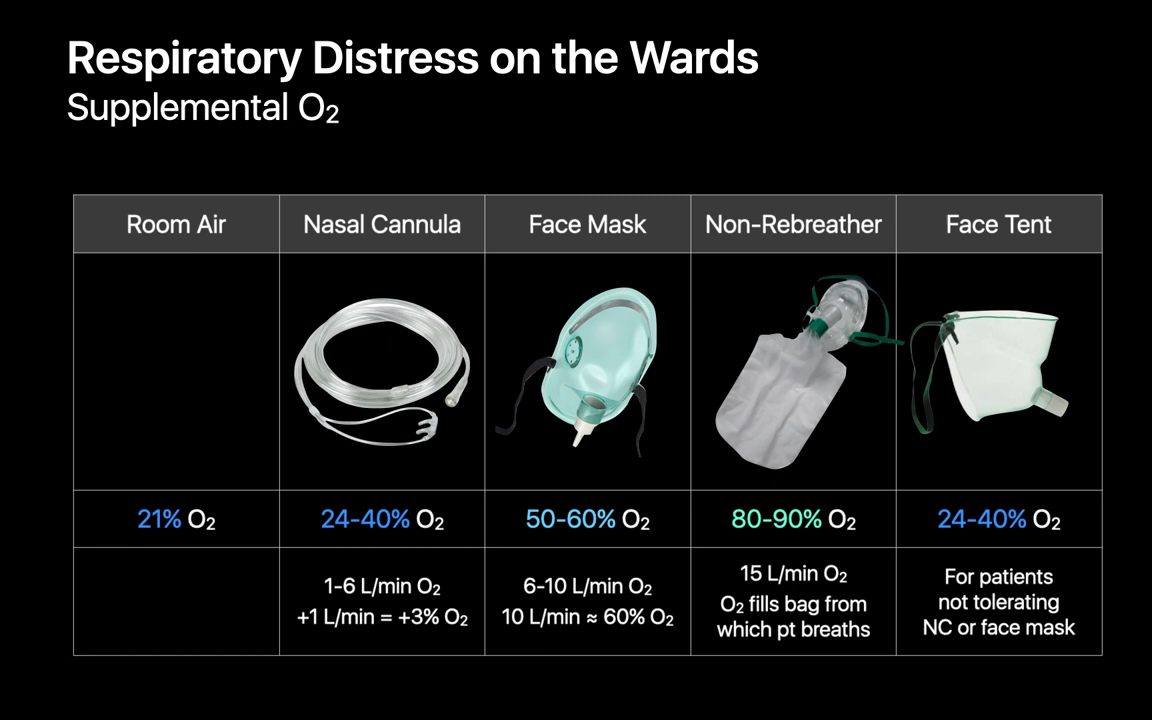 Respiratory Distress on the Wards
Supplemental O₂
Room Air
Nasal Cannula
Face Mask
Non-Rebreather
Face Tent
21% O₂
24-40% O₂
50-60% O₂
80-90% O₂
24-40% O₂
1-6 L/min O₂
+1 L/min = +3% O₂
6-10 L/min O₂
10 L/min ≈ 60% O₂
15 L/min O₂
O₂ fills bag from
which pt breaths
For patients
not tolerating
NC or face mask